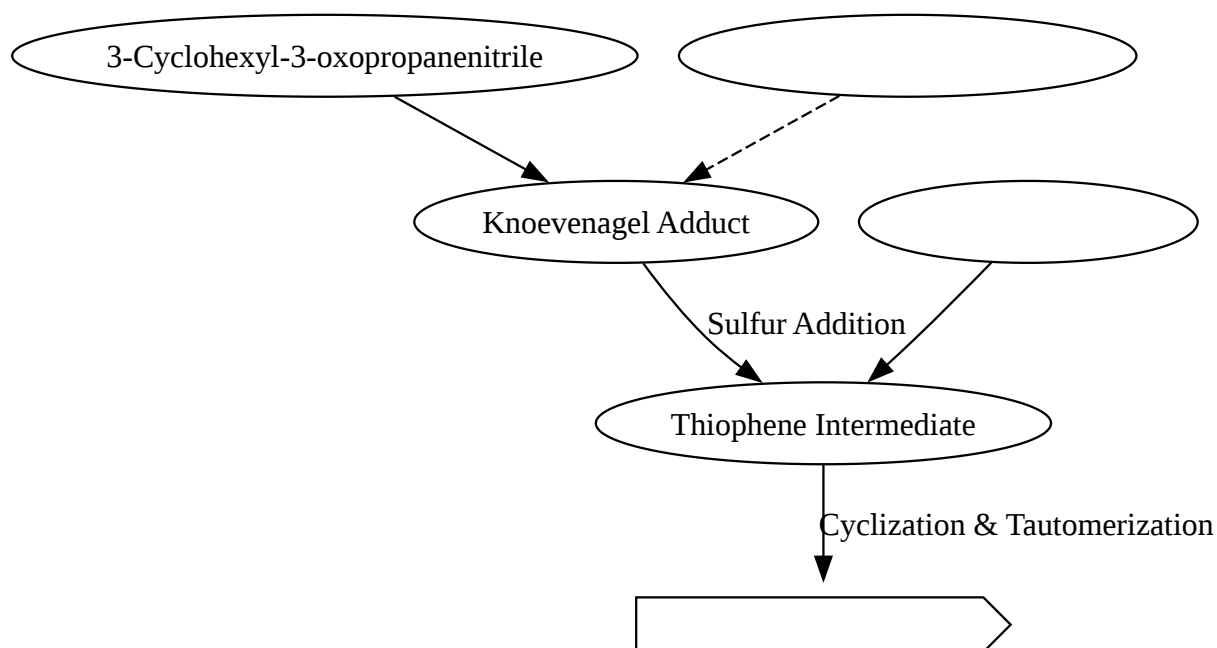 3-Cyclohexyl-3-oxopropanenitrile
Knoevenagel Adduct
Sulfur Addition
Thiophene Intermediate
Cyclization & Tautomerization